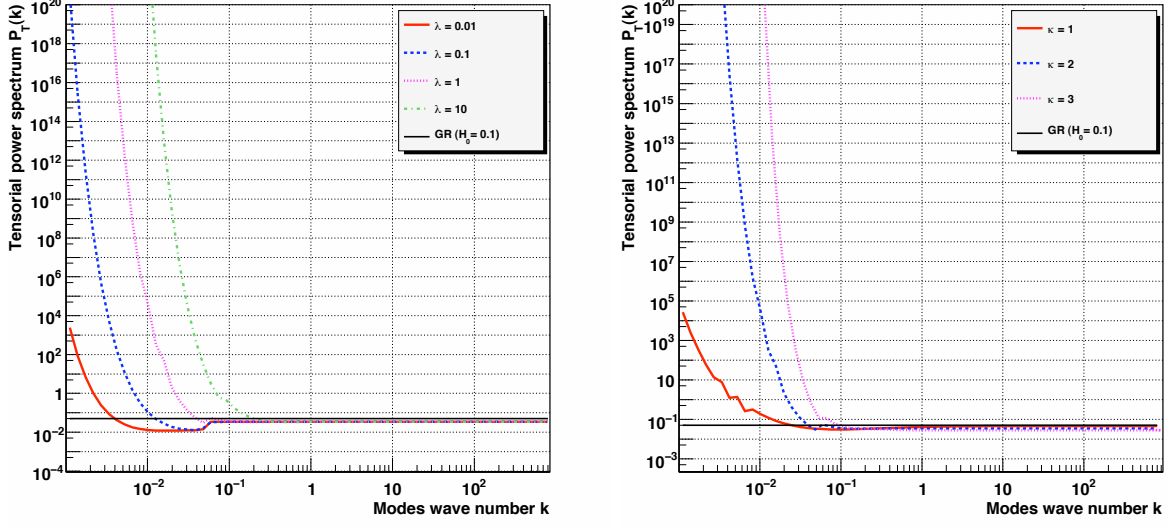 Tensorial power spectrum P_T(k)
10^20
10^18
10^16
10^14
10^12
10^10
10^8
10^6
10^4
10^2
1
10^−2
10^−4
λ = 0.01
λ = 0.1
λ = 1
λ = 10
GR (H_0 = 0.1)
10^−2 10^−1 1 10 10^2
Modes wave number k
Tensorial power spectrum P_T(k)
10^20
10^19
10^17
10^15
10^13
10^11
10^9
10^7
10^5
10^3
10
10^−1
10^−3
κ = 1
κ = 2
κ = 3
GR (H_0 = 0.1)
10^−2 10^−1 1 10 10^2
Modes wave number k